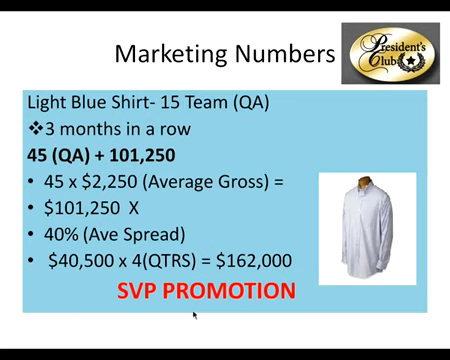 Marketing Numbers
President's
Club
Light Blue Shirt- 15 Team (QA)
❖3 months in a row
45 (QA) + 101,250
• 45 x $2,250 (Average Gross) =
• $101,250  X
• 40% (Ave Spread)
• $40,500 x 4(QTRS) = $162,000
SVP PROMOTION